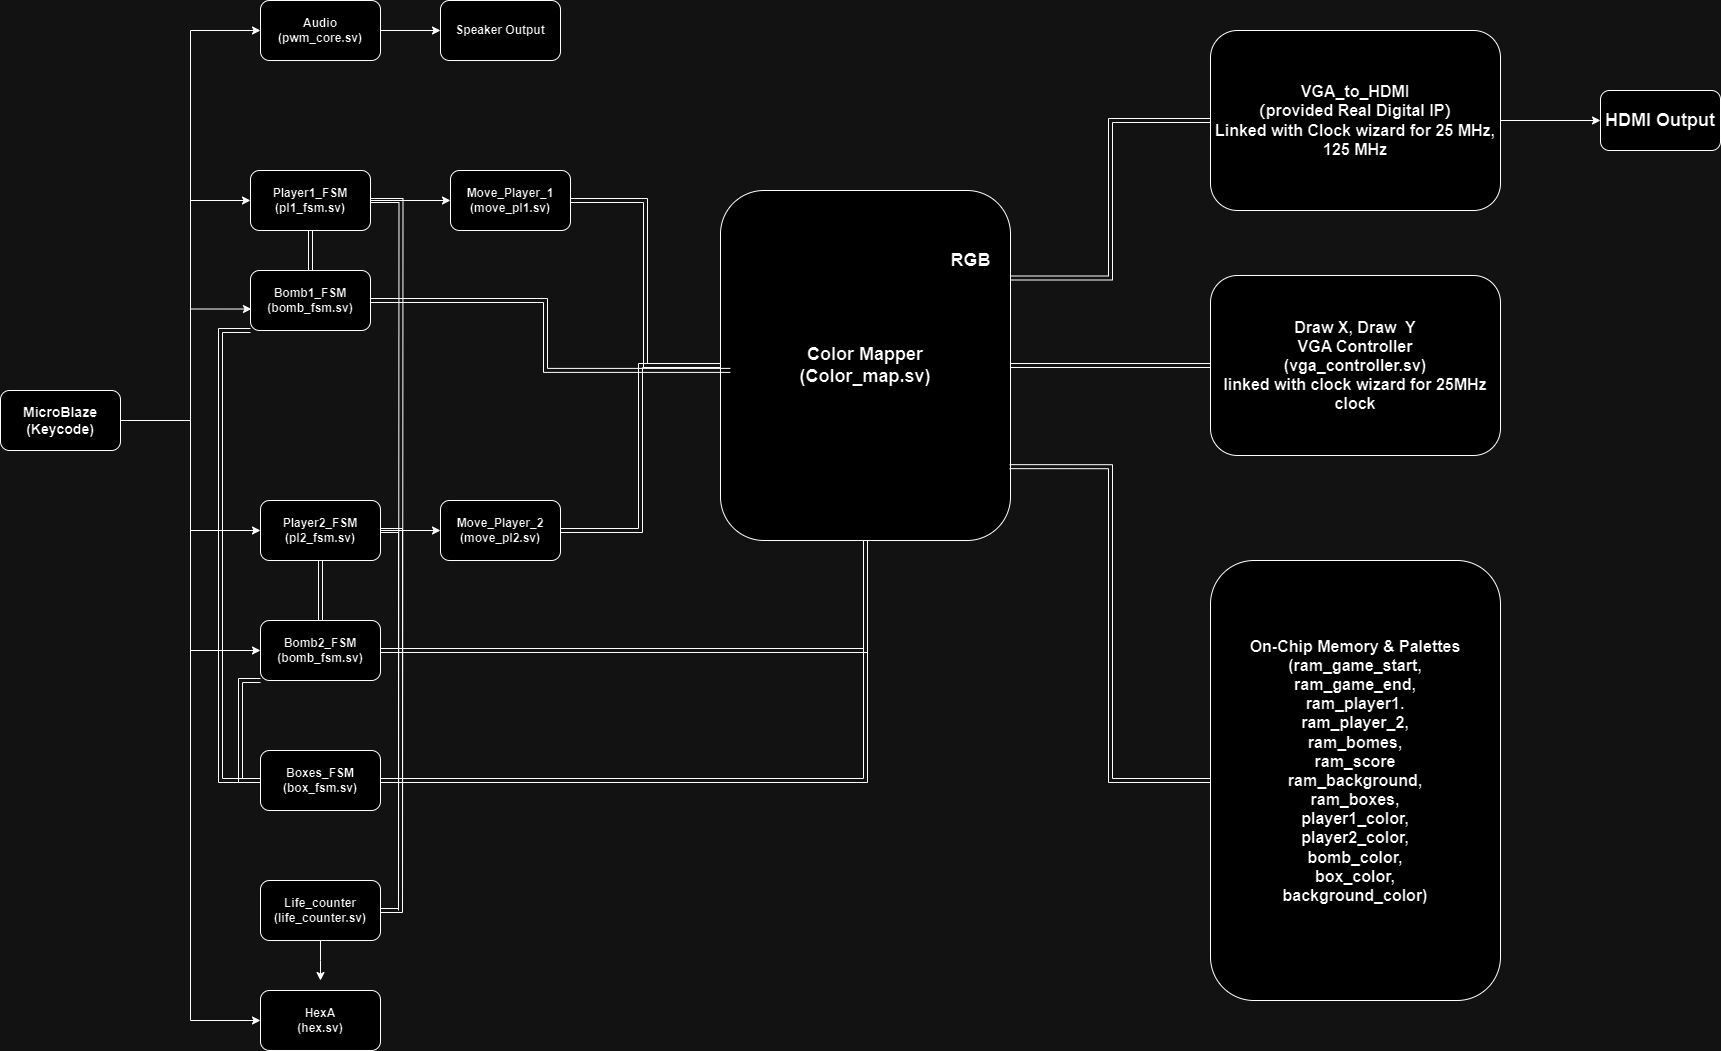 Audio
(pwm_core.sv)
Speaker Output
Player1_FSM
(pl1_fsm.sv)
Move_Player_1
(move_pl1.sv)
Bomb1_FSM
(bomb_fsm.sv)
MicroBlaze
(Keycode)
Player2_FSM
(pl2_fsm.sv)
Move_Player_2
(move_pl2.sv)
Bomb2_FSM
(bomb_fsm.sv)
Boxes_FSM
(box_fsm.sv)
Life_counter
(life_counter.sv)
HexA
(hex.sv)
RGB
Color Mapper
(Color_map.sv)
VGA_to_HDMI
(provided Real Digital IP)
Linked with Clock wizard for 25 MHz,
125 MHz
HDMI Output
Draw X, Draw  Y
VGA Controller
(vga_controller.sv)
linked with clock wizard for 25MHz
clock
On-Chip Memory & Palettes
(ram_game_start,
ram_game_end,
ram_player1.
ram_player_2,
ram_bomes,
ram_score
ram_background,
ram_boxes,
player1_color,
player2_color,
bomb_color,
box_color,
background_color)